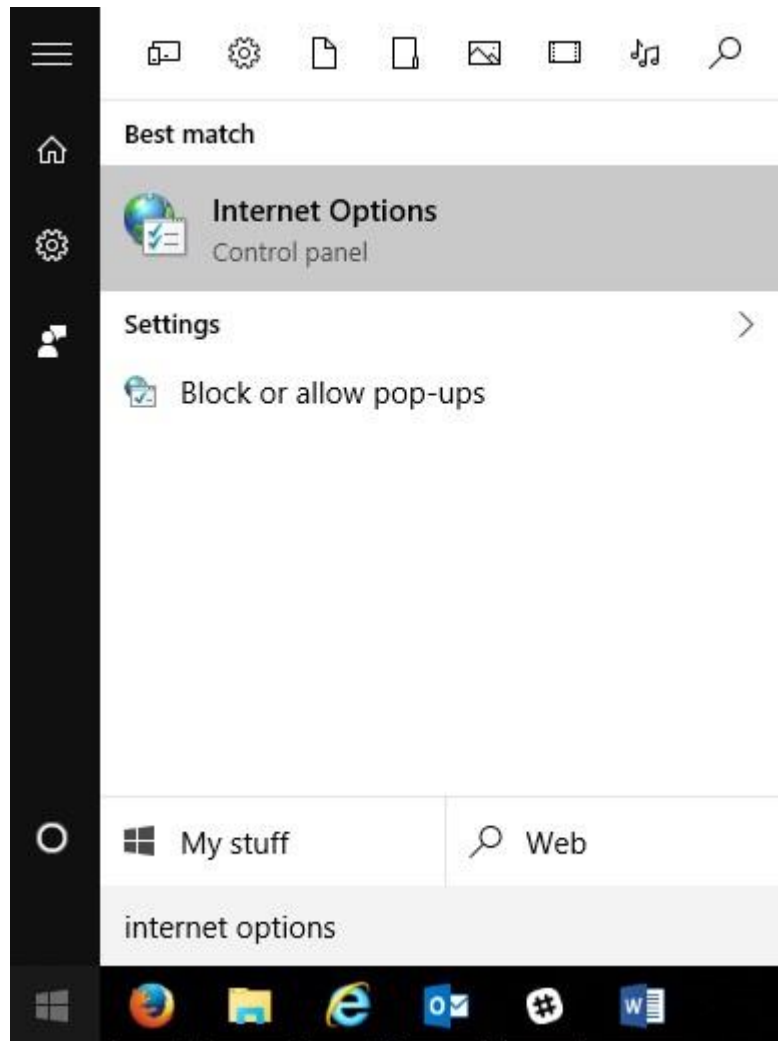 Best match
Internet Options
Control panel
Settings
Block or allow pop-ups
My stuff
Web
internet options